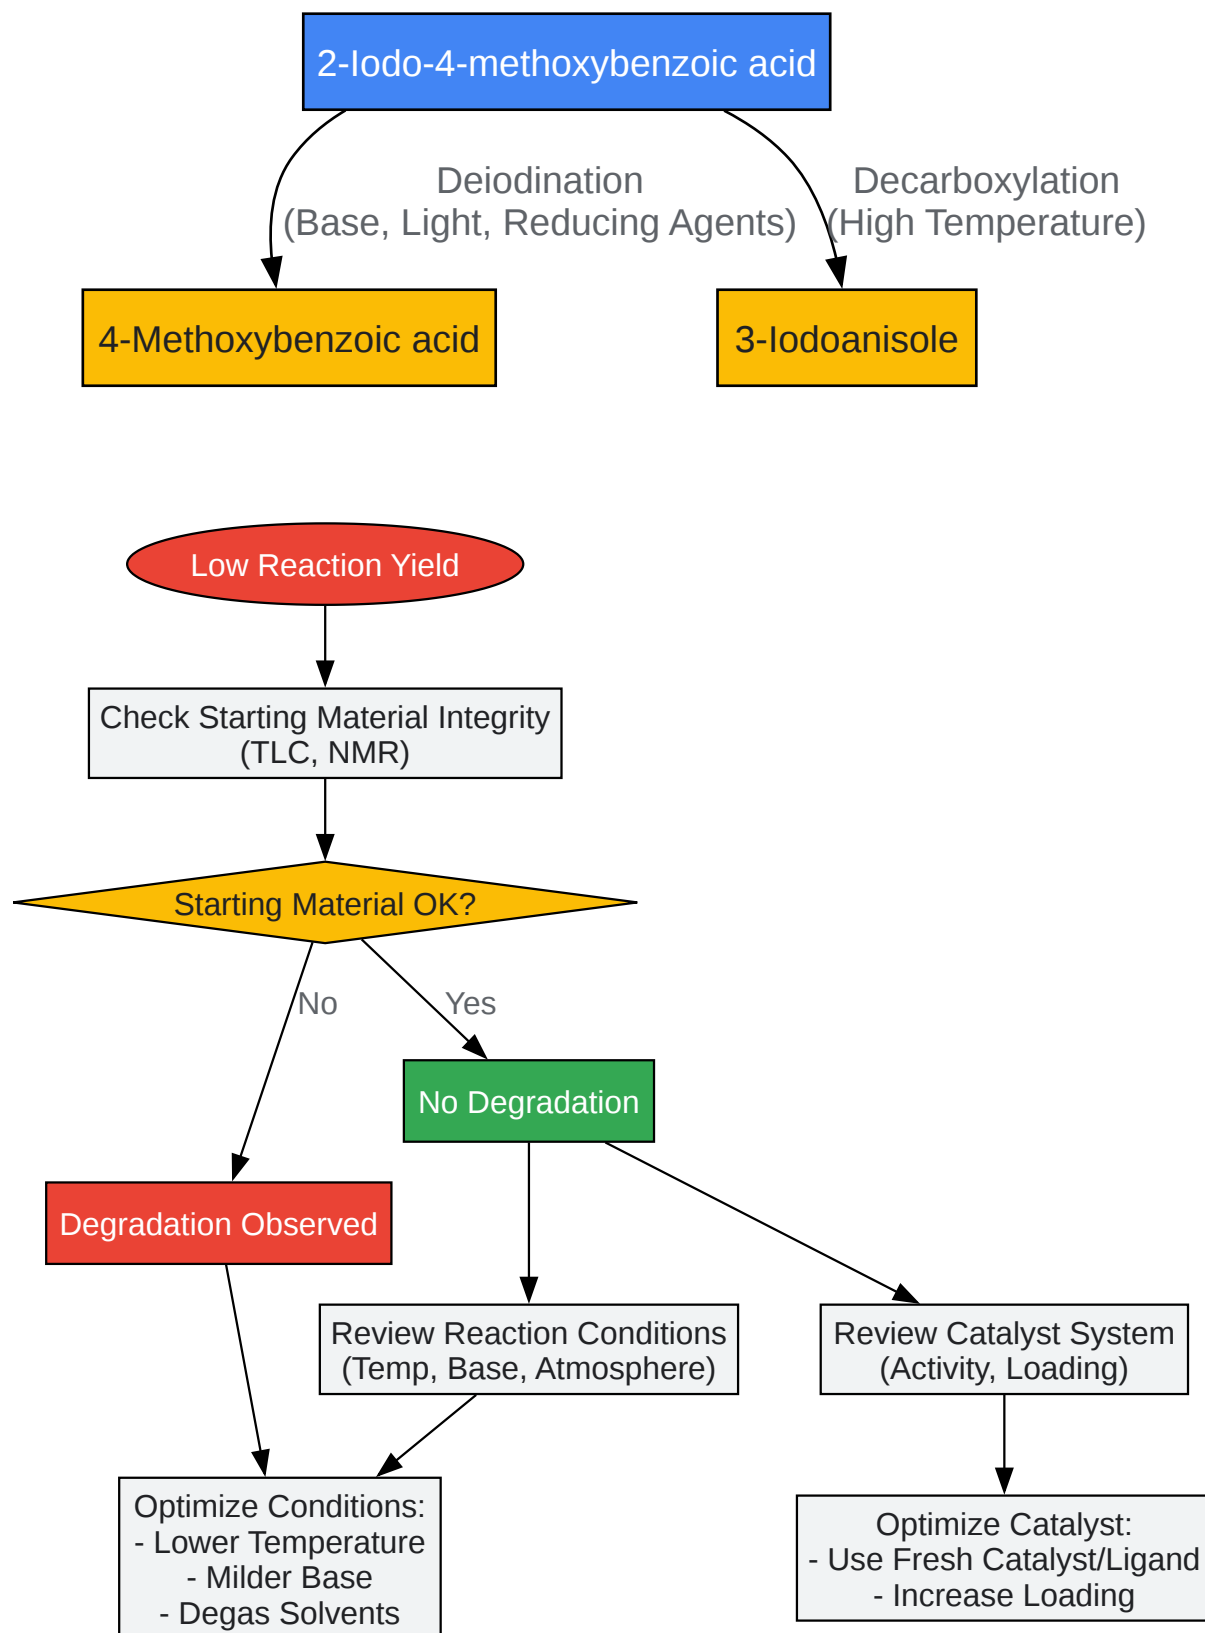 2-Iodo-4-methoxybenzoic acid
Deiodination
(Base, Light, Reducing Agents)
Decarboxylation
(High Temperature)
4-Methoxybenzoic acid
3-Iodoanisole
Low Reaction Yield
Check Starting Material Integrity
(TLC, NMR)
Starting Material OK?
No
Yes
No Degradation
Degradation Observed
Review Reaction Conditions
(Temp, Base, Atmosphere)
Review Catalyst System
(Activity, Loading)
Optimize Conditions:
- Lower Temperature
- Milder Base
- Degas Solvents
Optimize Catalyst:
- Use Fresh Catalyst/Ligand
- Increase Loading